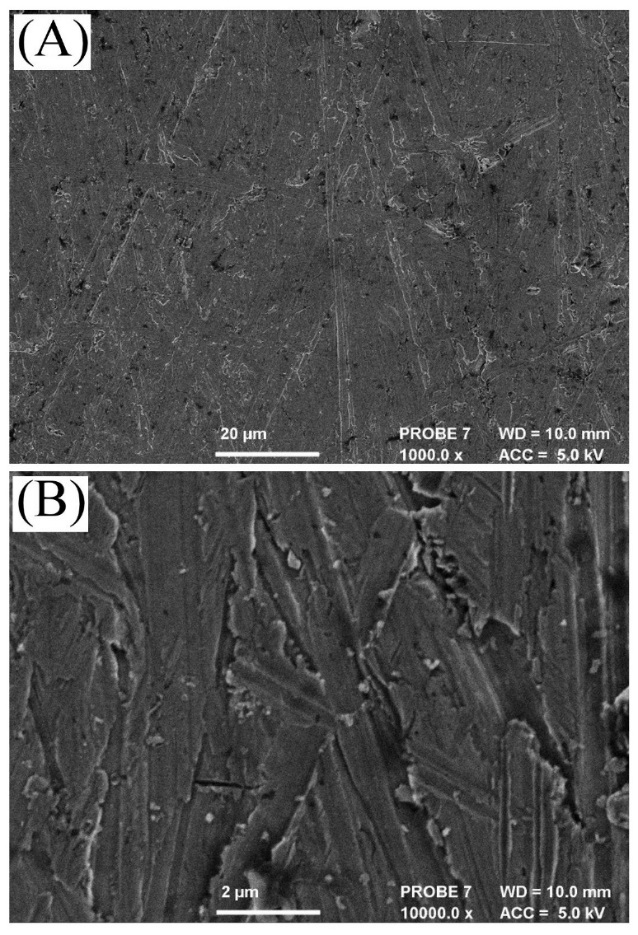 (A)
20 µm PROBE 7 WD = 10.0 mm
1000.0 x ACC = 5.0 kV
(B)
2 µm PROBE 7 WD = 10.0 mm
10000.0 x ACC = 5.0 kV